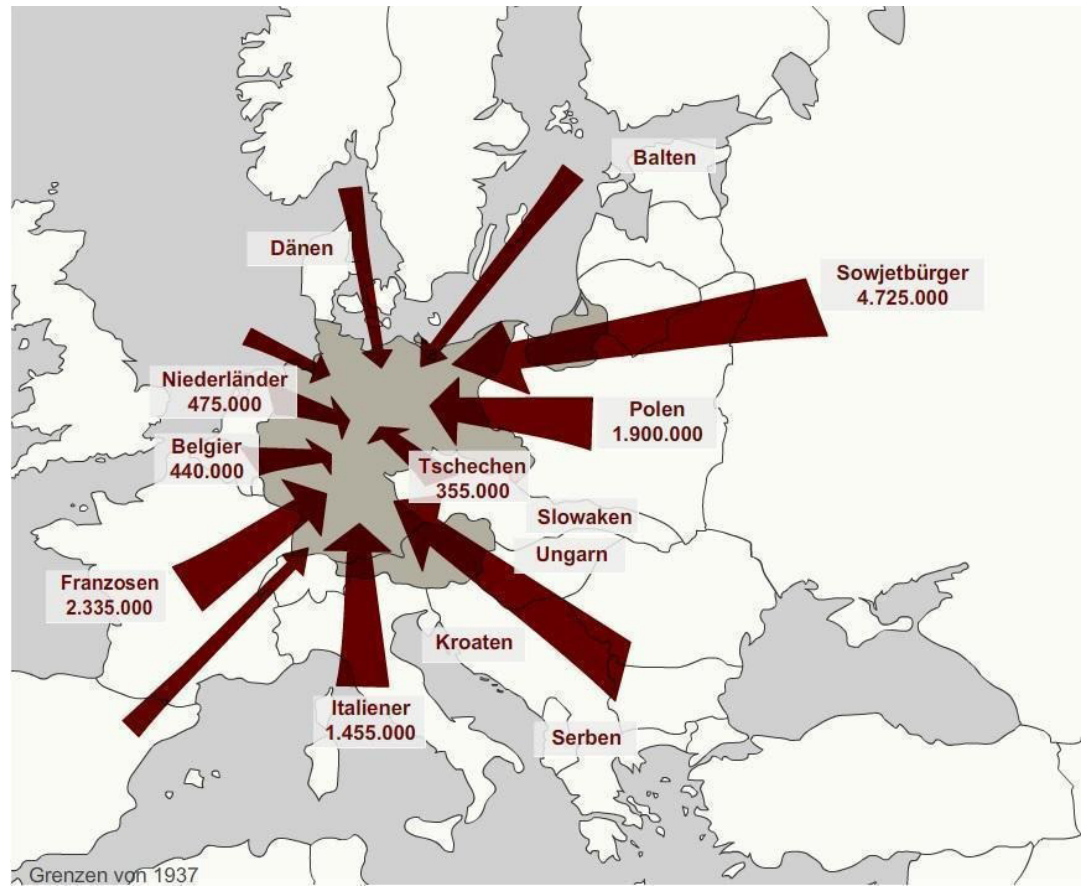 Balten
Dänen
Sowjetbürger
4.725.000
Niederländer
475.000
Polen
1.900.000
Belgier
440.000
Tschechen
355.000
Slowaken
Ungarn
Franzosen
2.335.000
Kroaten
Italiener
1.455.000
Serben
Grenzen von 1937